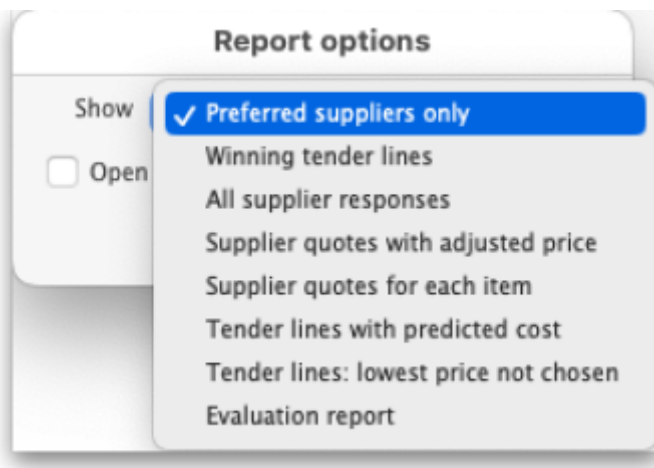 Report options
Show
✓ Preferred suppliers only
Winning tender lines
Open
All supplier responses
Supplier quotes with adjusted price
Supplier quotes for each item
Tender lines with predicted cost
Tender lines: lowest price not chosen
Evaluation report